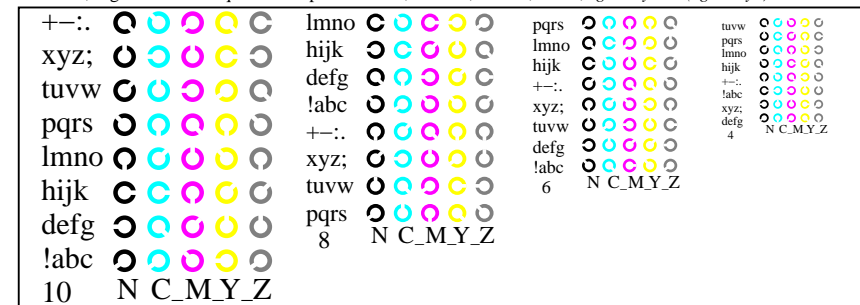 +−:.
xyz;
tuvw
pqrs
lmno
hijk
defg
!abc
10 N C_M_Y_Z
lmno
hijk
defg
!abc
+−:.
xyz;
tuvw
pqrs
8 N C_M_Y_Z
pqrs
lmno
hijk
+−:.
xyz;
tuvw
defg
!abc
6 N C_M_Y_Z
tuvw
pqrs
lmno
hijk
+−:.
!abc
xyz;
defg
4 N C_M_Y_Z